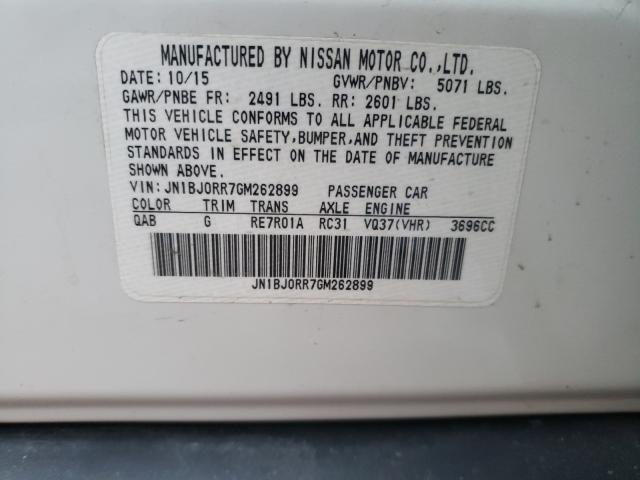 MANUFACTURED BY NISSAN MOTOR CO.,LTD.
DATE: 10/15 GVWR/PNBV: 5071 LBS.
GAWR/PNBE FR: 2491 LBS. RR: 2601 LBS.
THIS VEHICLE CONFORMS TO ALL APPLICABLE FEDERAL
MOTOR VEHICLE SAFETY,BUMPER,AND THEFT PREVENTION
STANDARDS IN EFFECT ON THE DATE OF MANUFACTURE
SHOWN ABOVE.
VIN: JN1BJ0RR7GM262899 PASSENGER CAR
COLOR TRIM TRANS AXLE ENGINE
QAB G RE7R01A RC31 VQ37(VHR) 3696CC
JN1BJ0RR7GM262899